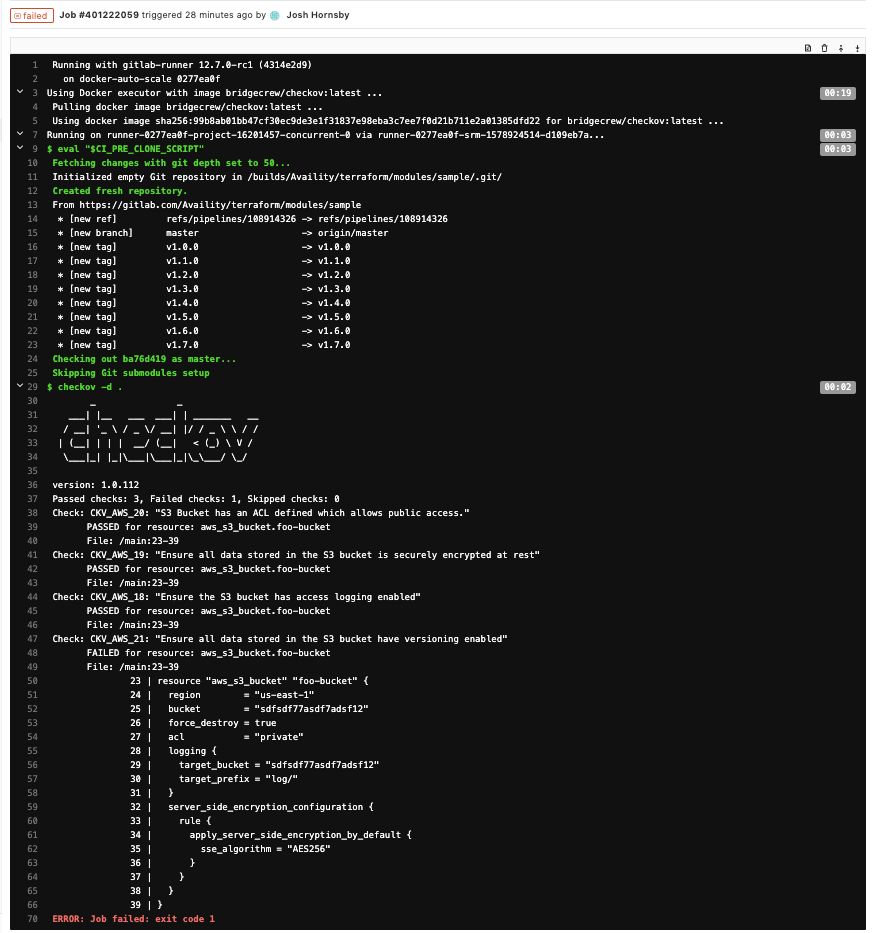 failed Job #401222059 triggered 28 minutes ago by Josh Hornsby
1 Running with gitlab-runner 12.7.0-rc1 (4314e2d9)
2 on docker-auto-scale 0277ea0f
3 Using Docker executor with image bridgecrew/checkov:latest ... 00:19
4 Pulling docker image bridgecrew/checkov:latest ...
5 Using docker image sha256:99b8ab01bb47cf30ec9de3e1f31837e98eba3c7ee7f0d21b711e2a01385dfd22 for bridgecrew/checkov:latest ...
7 Running on runner-0277ea0f-project-16201457-concurrent-0 via runner-0277ea0f-srm-1578924514-d109eb7a... 00:03
9 $ eval "$CI_PRE_CLONE_SCRIPT" 00:03
10 Fetching changes with git depth set to 50...
11 Initialized empty Git repository in /builds/Availity/terraform/modules/sample/.git/
12 Created fresh repository.
13 From https://gitlab.com/Availity/terraform/modules/sample
14 * [new ref] refs/pipelines/108914326 -> refs/pipelines/108914326
15 * [new branch] master -> origin/master
16 * [new tag] v1.0.0 -> v1.0.0
17 * [new tag] v1.1.0 -> v1.1.0
18 * [new tag] v1.2.0 -> v1.2.0
19 * [new tag] v1.3.0 -> v1.3.0
20 * [new tag] v1.4.0 -> v1.4.0
21 * [new tag] v1.5.0 -> v1.5.0
22 * [new tag] v1.6.0 -> v1.6.0
23 * [new tag] v1.7.0 -> v1.7.0
24 Checking out ba76d419 as master...
25 Skipping Git submodules setup
29 $ checkov -d . 00:02
30 _ _
31 ___| |__ ___ ___| | _______ __
32 / __| '_ \ / _ \/ __| |/ / _ \ \ / /
33 | (__| | | | __/ (__| < (_) \ V /
34 \___|_| |_|\___|\___|_|\_\___/ \_/
35
36 version: 1.0.112
37 Passed checks: 3, Failed checks: 1, Skipped checks: 0
38 Check: CKV_AWS_20: "S3 Bucket has an ACL defined which allows public access."
39 PASSED for resource: aws_s3_bucket.foo-bucket
40 File: /main:23-39
41 Check: CKV_AWS_19: "Ensure all data stored in the S3 bucket is securely encrypted at rest"
42 PASSED for resource: aws_s3_bucket.foo-bucket
43 File: /main:23-39
44 Check: CKV_AWS_18: "Ensure the S3 bucket has access logging enabled"
45 PASSED for resource: aws_s3_bucket.foo-bucket
46 File: /main:23-39
47 Check: CKV_AWS_21: "Ensure all data stored in the S3 bucket have versioning enabled"
48 FAILED for resource: aws_s3_bucket.foo-bucket
49 File: /main:23-39
50 23 | resource "aws_s3_bucket" "foo-bucket" {
51 24 | region = "us-east-1"
52 25 | bucket = "sdfsdf77asdf7adsf12"
53 26 | force_destroy = true
54 27 | acl = "private"
55 28 | logging {
56 29 | target_bucket = "sdfsdf77asdf7adsf12"
57 30 | target_prefix = "log/"
58 31 | }
59 32 | server_side_encryption_configuration {
60 33 | rule {
61 34 | apply_server_side_encryption_by_default {
62 35 | sse_algorithm = "AES256"
63 36 | }
64 37 | }
65 38 | }
66 39 | }
70 ERROR: Job failed: exit code 1